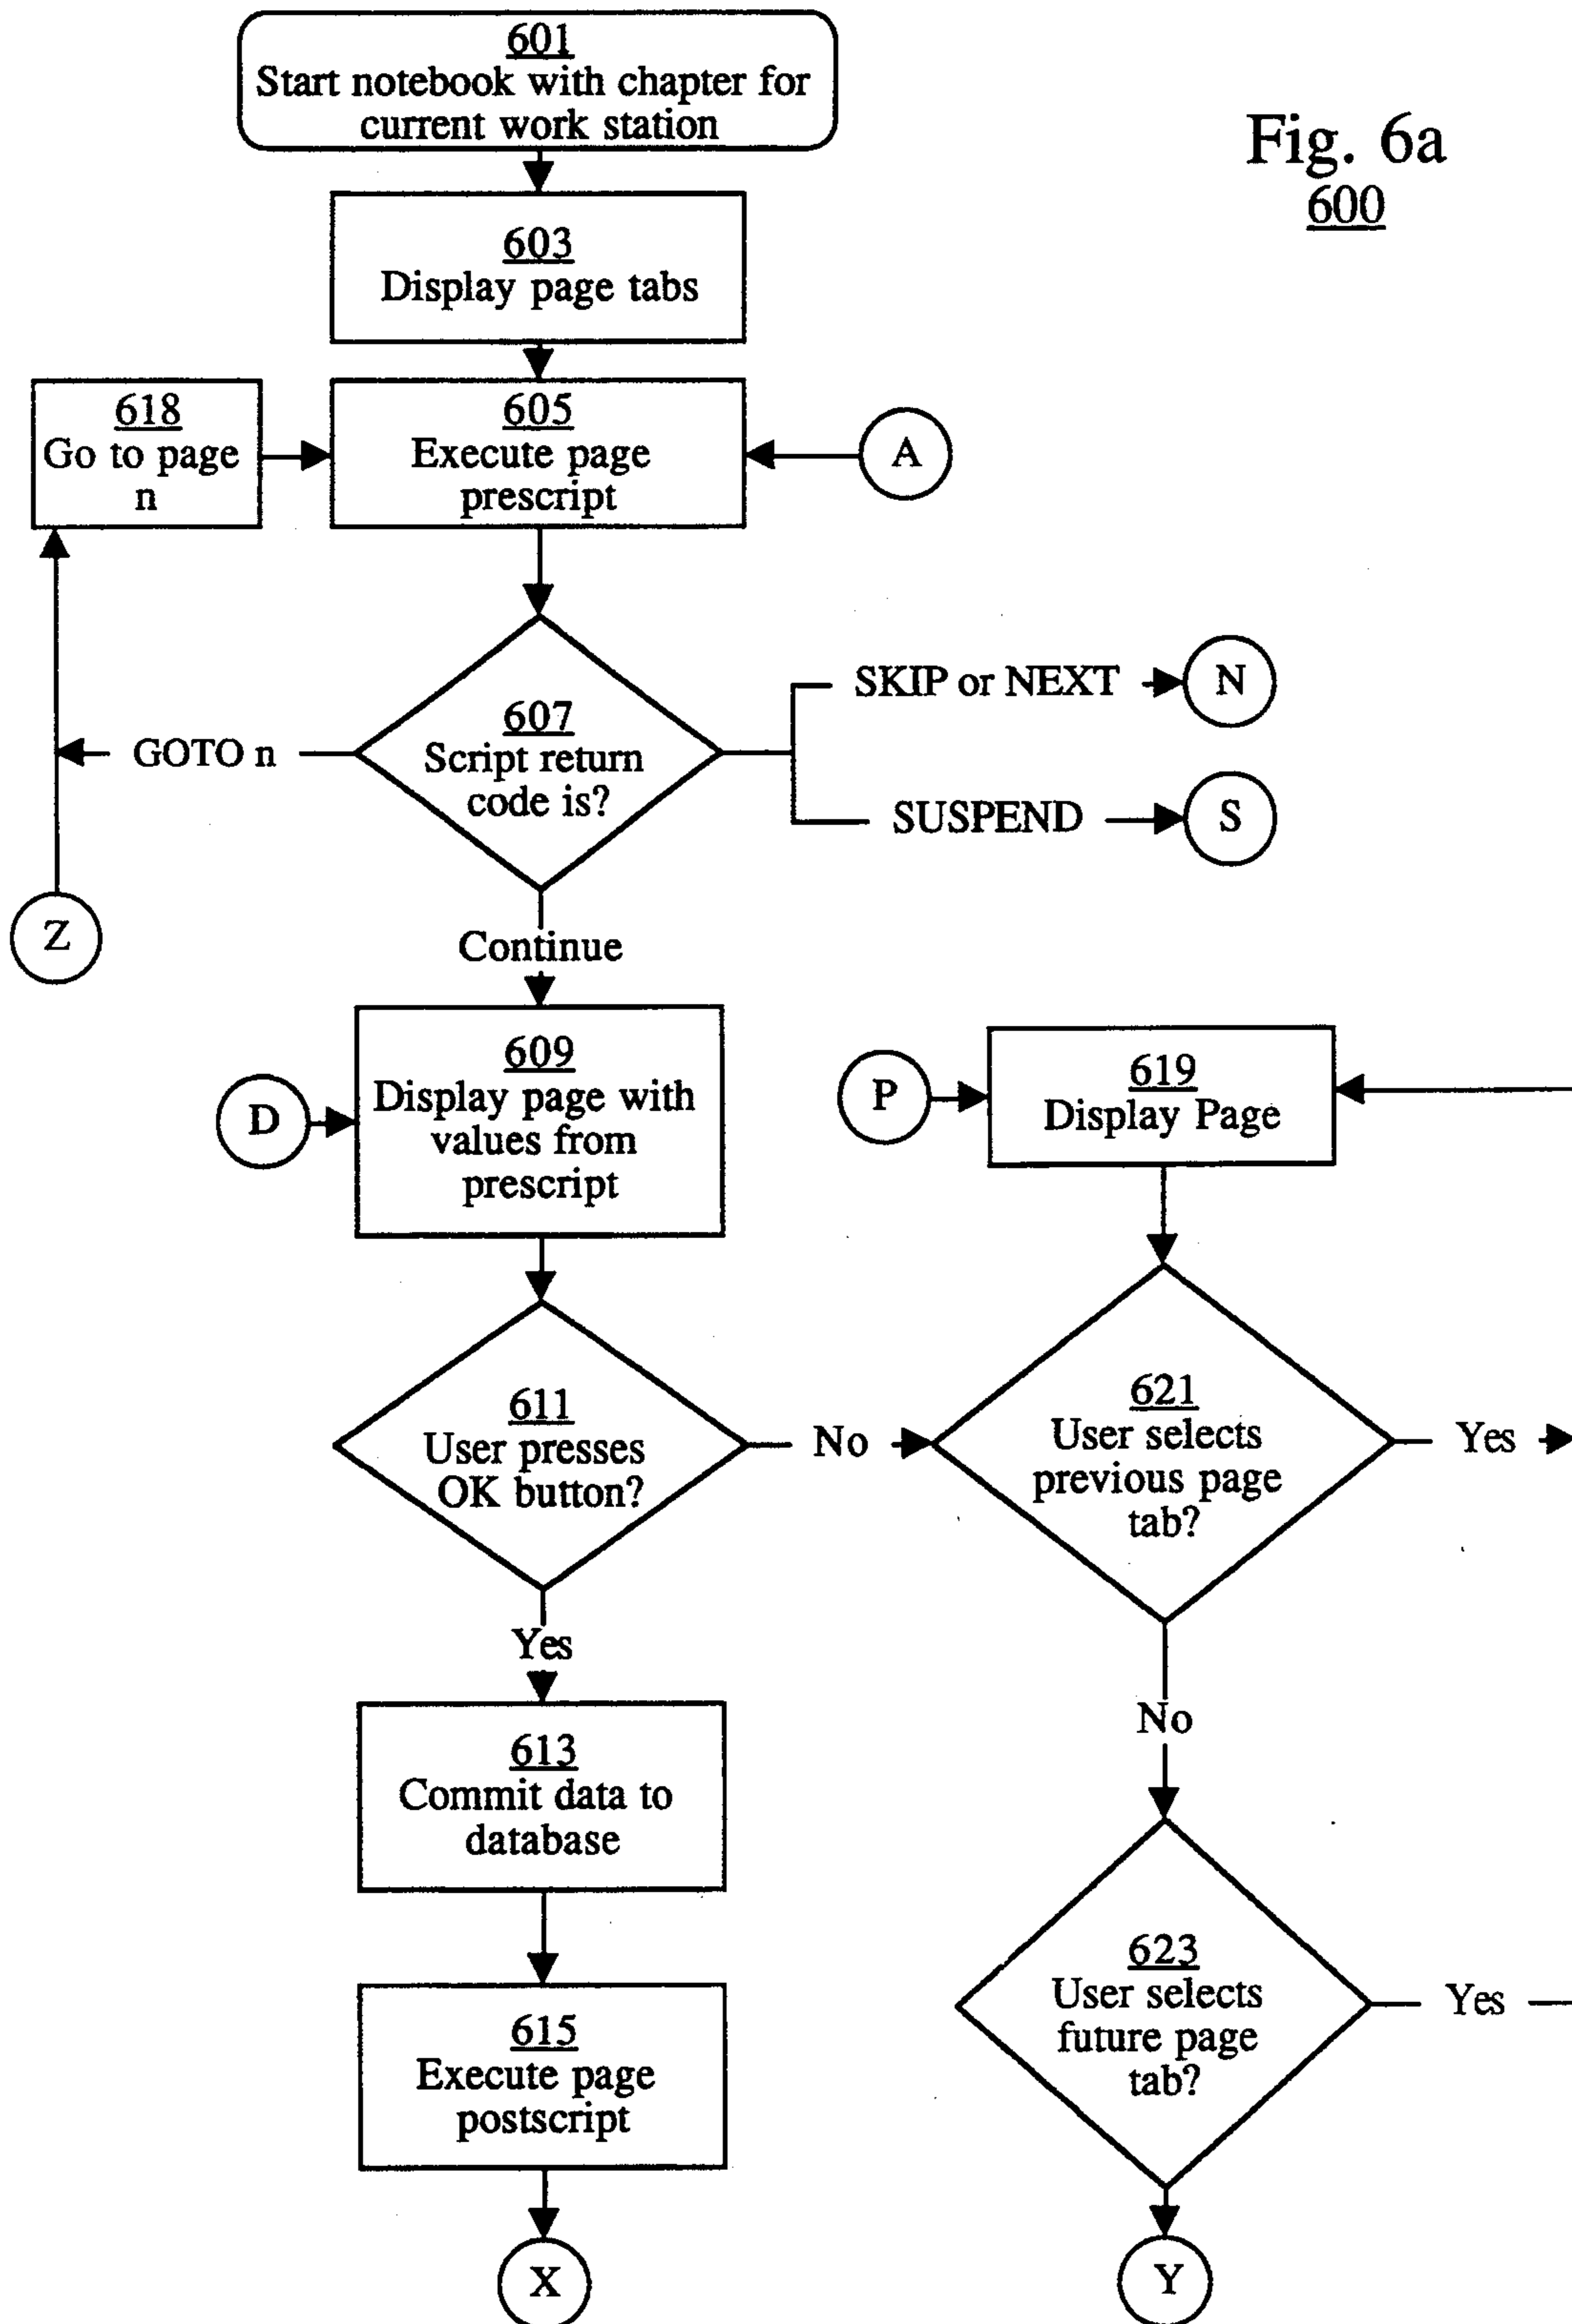 601
Start notebook with chapter for
current work station
Fig. 6a
600
603
Display page tabs
618
Go to page
n
605
Execute page
prescript
A
SKIP or NEXT
N
607
Script return
code is?
GOTO n
SUSPEND
S
Z
Continue
609
Display page with
values from
prescript
D
P
619
Display Page
611
User presses
OK button?
No
621
User selects
previous page
tab?
Yes
Yes
No
613
Commit data to
database
623
User selects
future page
tab?
Yes
615
Execute page
postscript
X
Y